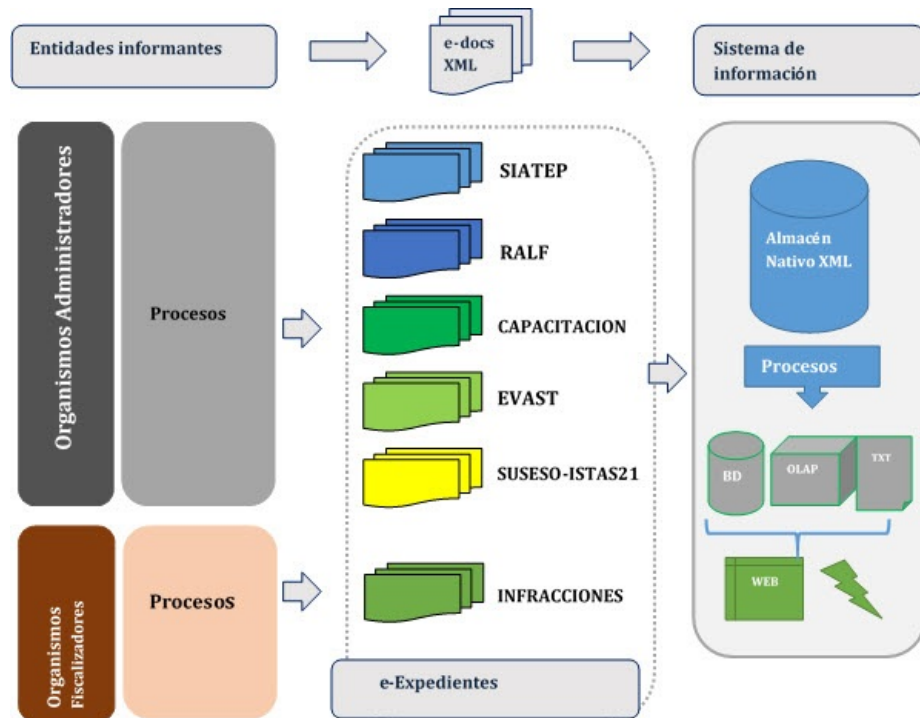 Entidades informantes
e-docs
XML
Sistema de
información
Organismos Administradores
Procesos
SIATEP
RALF
CAPACITACION
EVAST
SUSESO-ISTAS21
Almacén
Nativo XML
Procesos
BD
OLAP
TXT
WEB
Organismos
Fiscalizadores
Procesos
INFRACCIONES
e-Expedientes